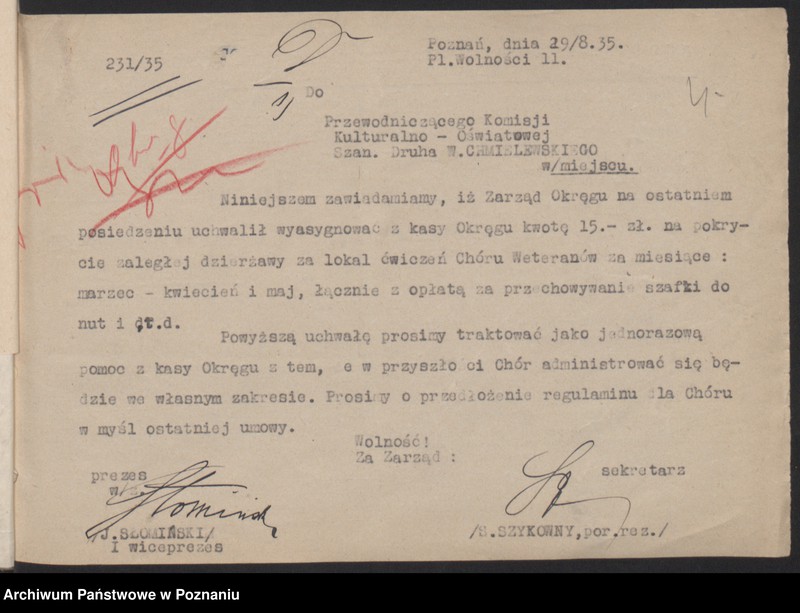 Poznań, dnia 29/8.35.
231/35
Pl.Wolności 11.
Do
Przewodniczącego Komisji
Kulturalno - Oświatowej
Szan. Druha W.CHMIELEWSKIEGO
w/miejscu.
Niniejszem zawiadamiamy, iż Zarząd Okręgu na ostatniem
posiedzeniu uchwalił wyasygnować z kasy Okręgu kwotę 15.- zł. na pokry-
cie zaległej dzierżawy za lokal ćwiczeń Chóru Weteranów za miesiące :
marzec - kwiecień i maj, łącznie z opłatą za przechowywanie szafki do
nut i t.d.
Powyższą uchwałę prosimy traktować jako jednorazową
pomoc z kasy Okręgu z tem, że w przyszłości Chór administrować się bę-
dzie we własnym zakresie. Prosimy o przedłożenie regulaminu dla Chóru
w myśl ostatniej umowy.
Wolność!
Za Zarząd :
prezes
sekretarz
w/z.
Słomiński
/J.SŁOMIŃSKI/
/S.SZYKOWNY,por.rez./
I wiceprezes
Archiwum Państwowe w Poznaniu